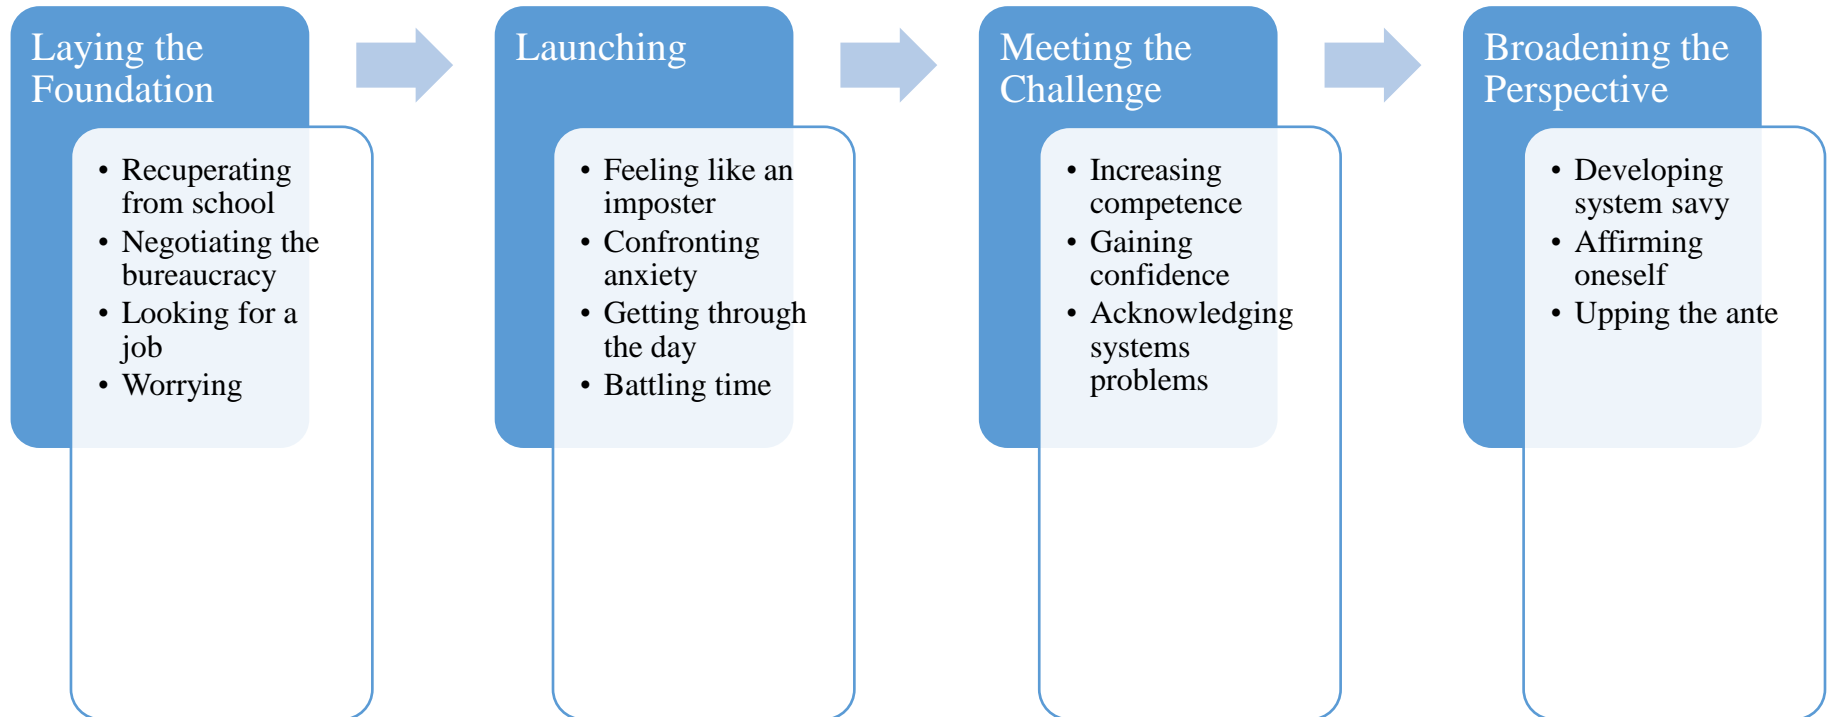 Laying the
Foundation
• Recuperating
from school
• Negotiating the
bureaucracy
• Looking for a
job
• Worrying
Launching
• Feeling like an
imposter
• Confronting
anxiety
• Getting through
the day
• Battling time
Meeting the
Challenge
• Increasing
competence
• Gaining
confidence
• Acknowledging
systems
problems
Broadening the
Perspective
• Developing
system savy
• Affirming
oneself
• Upping the ante